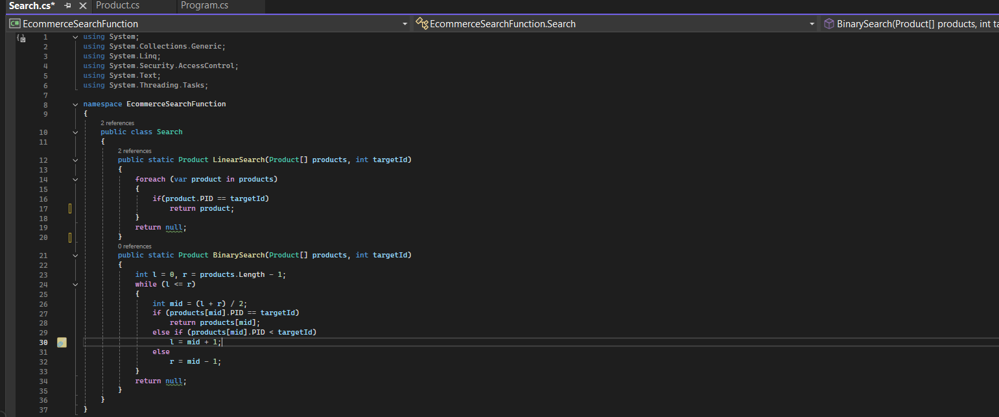 Search.cs* Product.cs Program.cs
EcommerceSearchFunction EcommerceSearchFunction.Search BinarySearch(Product[] products, int ta
1 using System;
2 using System.Collections.Generic;
3 using System.Linq;
4 using System.Security.AccessControl;
5 using System.Text;
6 using System.Threading.Tasks;
7
8 namespace EcommerceSearchFunction
9 {
2 references
10 public class Search
11 {
2 references
12 public static Product LinearSearch(Product[] products, int targetId)
13 {
14 foreach (var product in products)
15 {
16 if(product.PID == targetId)
17 return product;
18 }
19 return null;
20 }
0 references
21 public static Product BinarySearch(Product[] products, int targetId)
22 {
23 int l = 0, r = products.Length - 1;
24 while (l <= r)
25 {
26 int mid = (l + r) / 2;
27 if (products[mid].PID == targetId)
28 return products[mid];
29 else if (products[mid].PID < targetId)
30 l = mid + 1;
31 else
32 r = mid - 1;
33 }
34 return null;
35 }
36 }
37 }